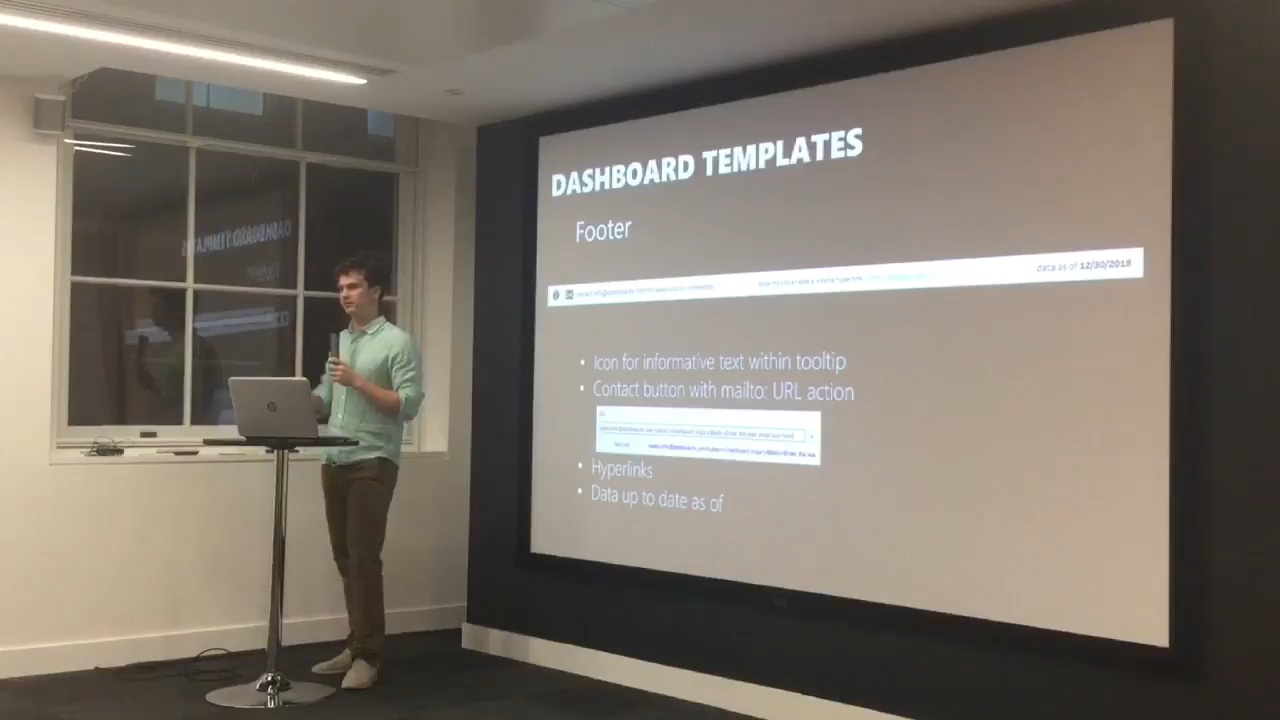 DASHBOARD TEMPLATES
Footer
data as of 12/30/2018
• Icon for informative text within tooltip
• Contact button with mailto: URL action
• Hyperlinks
• Data up to date as of